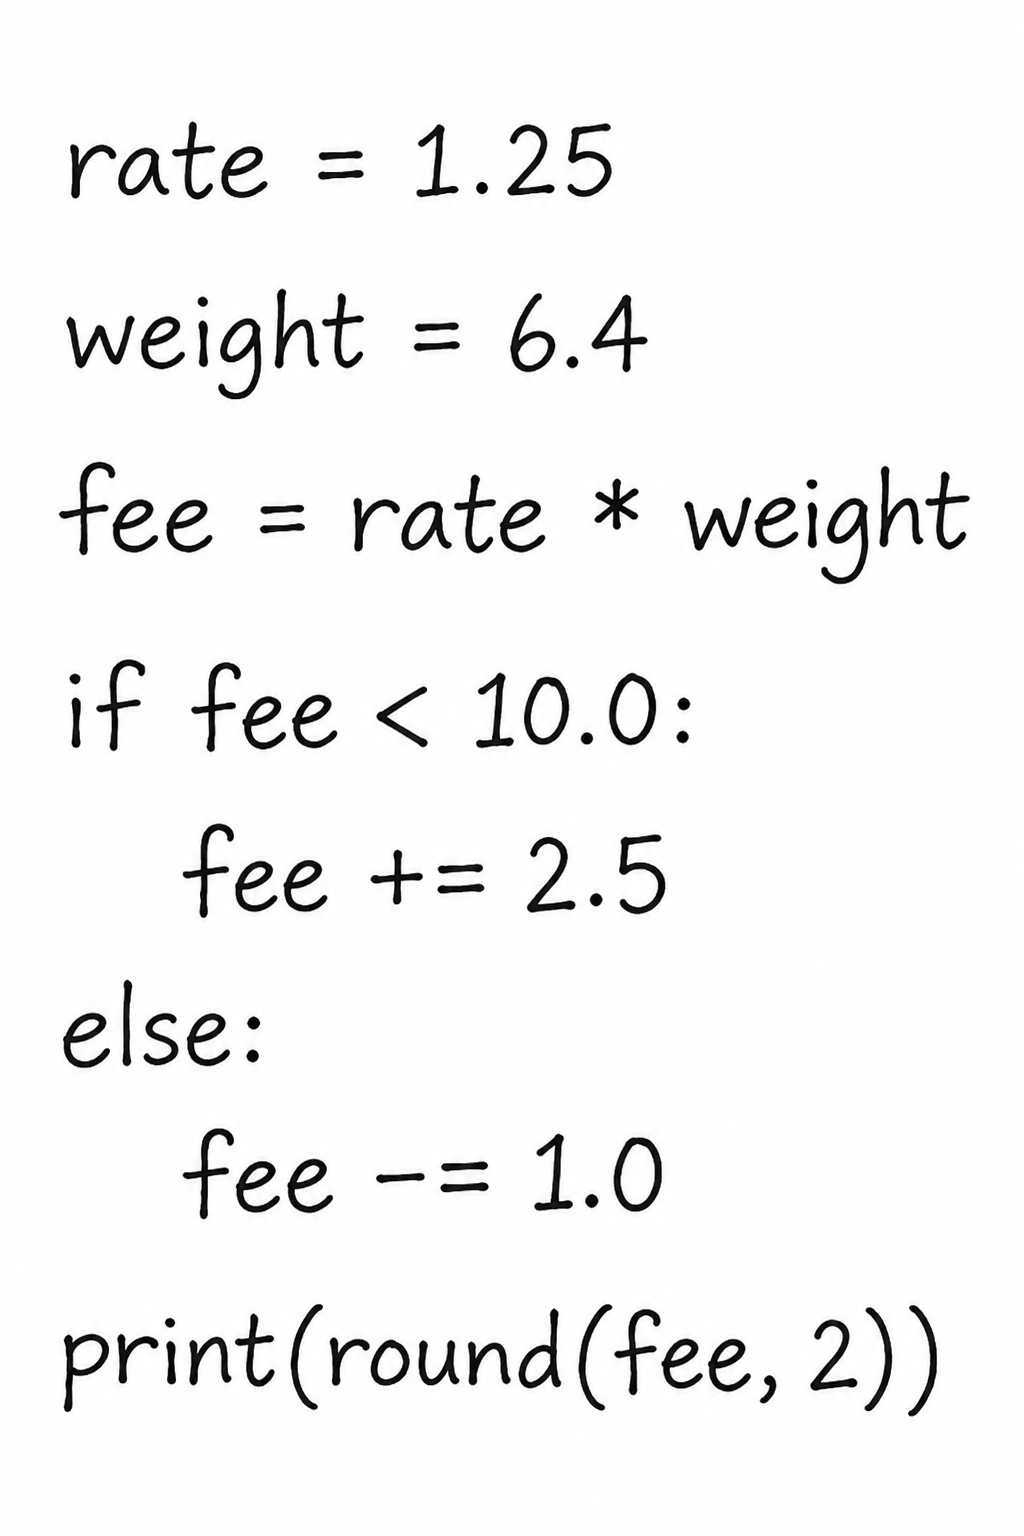 rate = 1.25
weight = 6.4
fee = rate * weight
if fee < 10.0:
    fee += 2.5
else:
    fee -= 1.0
print(round(fee, 2))